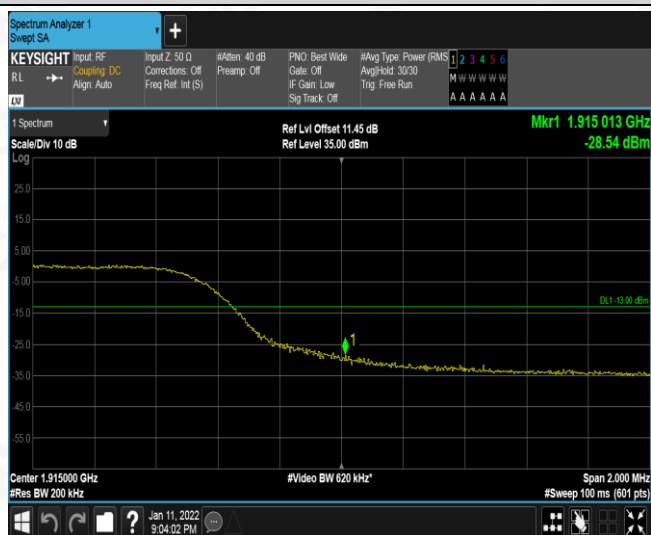 Spectrum Analyzer 1
Swept SA
+
KEYSIGHT
RL
Input: RF
Coupling: DC
Align: Auto
Input Z: 50 Ω
Corrections: Off
Freq Ref: Int (S)
#Atten: 40 dB
Preamp: Off
PNO: Best Wide
Gate: Off
IF Gain: Low
Sig Track: Off
#Avg Type: Power (RMS
Avg|Hold: 30/30
Trig: Free Run
1 2 3 4 5 6
M W W W W W
A A A A A A
1 Spectrum
Scale/Div 10 dB
Ref Lvl Offset 11.45 dB
Ref Level 35.00 dBm
Mkr1 1.915 013 GHz
-28.54 dBm
Log
25.0
15.0
5.00
-5.00
DL1 -13.00 dBm
-15.0
-25.0
1
-35.0
-45.0
-55.0
Center 1.915000 GHz
#Video BW 620 kHz*
Span 2.000 MHz
#Res BW 200 kHz
#Sweep 100 ms (601 pts)
?
Jan 11, 2022
9:04:02 PM